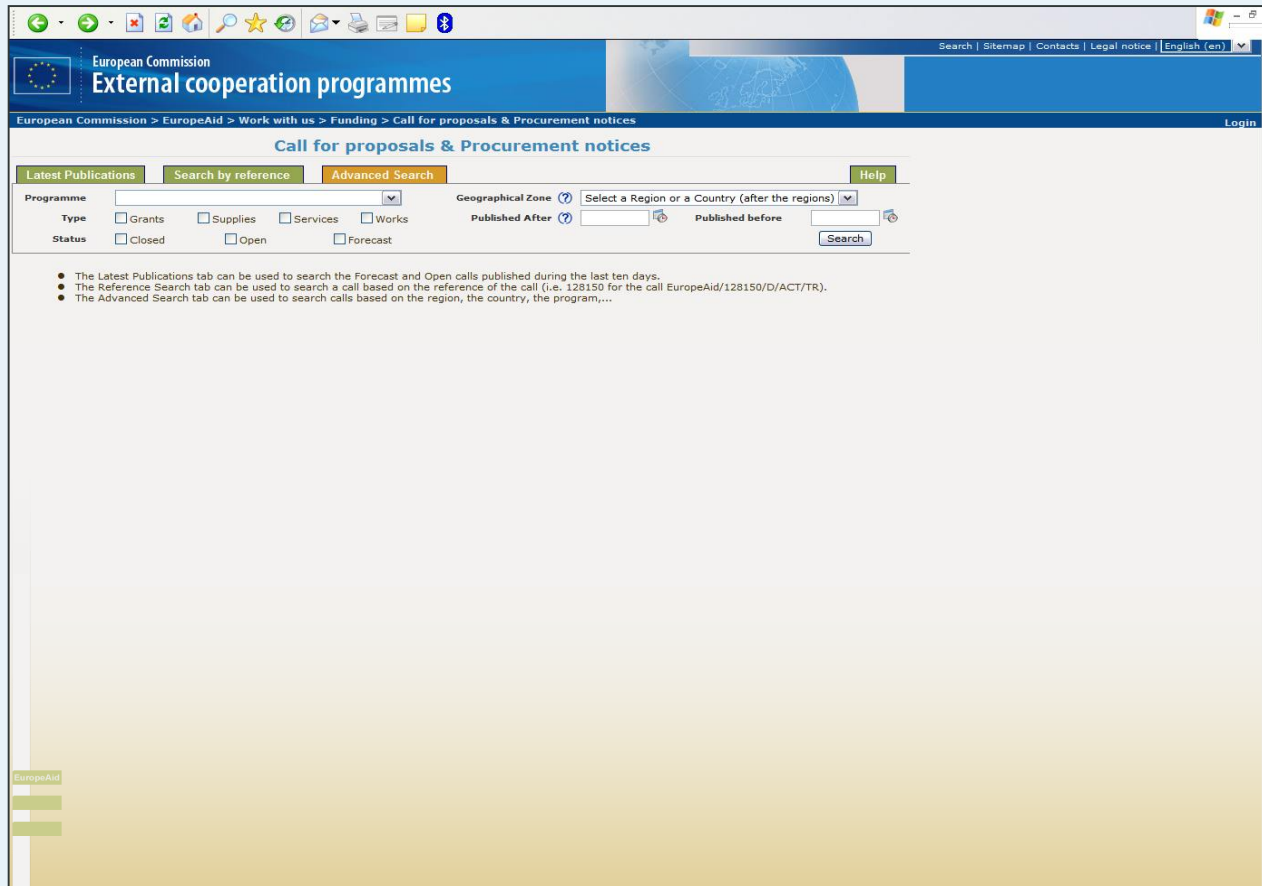 Search | Sitemap | Contacts | Legal notice | English (en)
European Commission
External cooperation programmes
European Commission > EuropeAid > Work with us > Funding > Call for proposals & Procurement notices
Login
Call for proposals & Procurement notices
Latest Publications Search by reference Advanced Search Help
Programme Geographical Zone (?) Select a Region or a Country (after the regions)
Type Grants Supplies Services Works Published After (?) Published before
Status Closed Open Forecast Search
• The Latest Publications tab can be used to search the Forecast and Open calls published during the last ten days.
• The Reference Search tab can be used to search a call based on the reference of the call (i.e. 128150 for the call EuropeAid/128150/D/ACT/TR).
• The Advanced Search tab can be used to search calls based on the region, the country, the program,...
EuropeAid